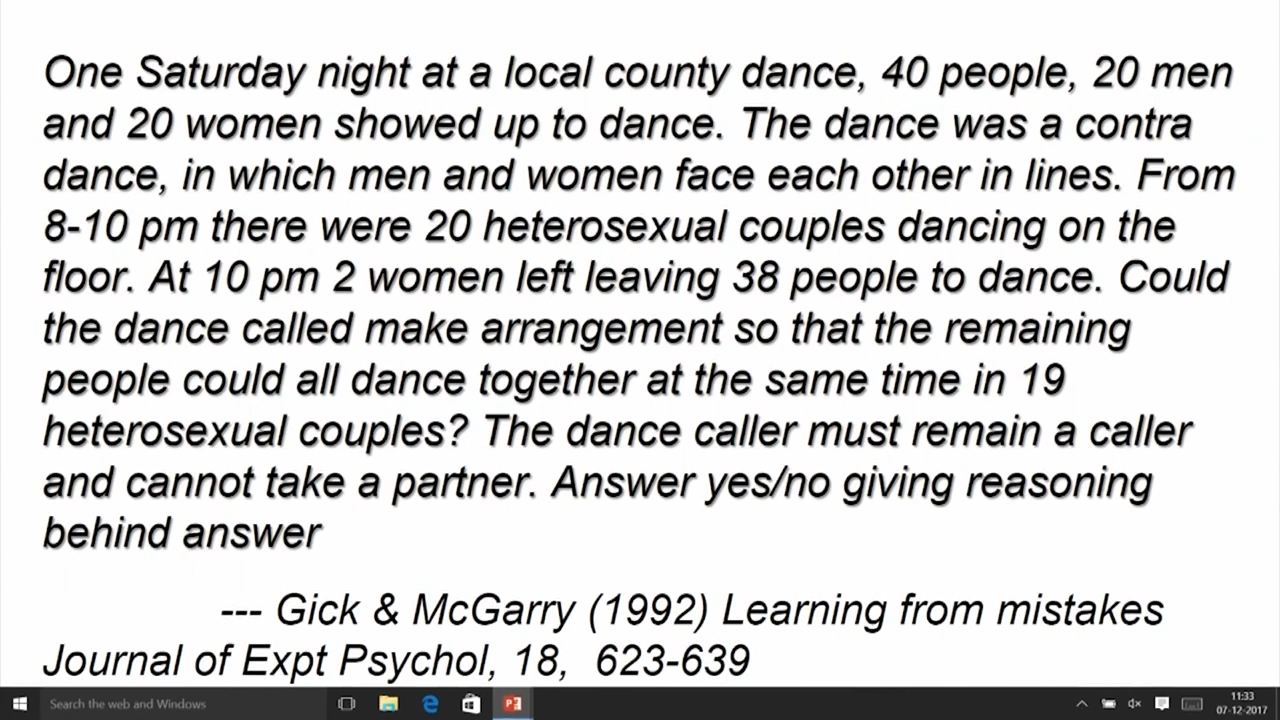 One Saturday night at a local county dance, 40 people, 20 men
and 20 women showed up to dance. The dance was a contra
dance, in which men and women face each other in lines. From
8-10 pm there were 20 heterosexual couples dancing on the
floor. At 10 pm 2 women left leaving 38 people to dance. Could
the dance called make arrangement so that the remaining
people could all dance together at the same time in 19
heterosexual couples? The dance caller must remain a caller
and cannot take a partner. Answer yes/no giving reasoning
behind answer
--- Gick & McGarry (1992) Learning from mistakes
Journal of Expt Psychol, 18, 623-639
Search the web and Windows
11:33
07-12-2017